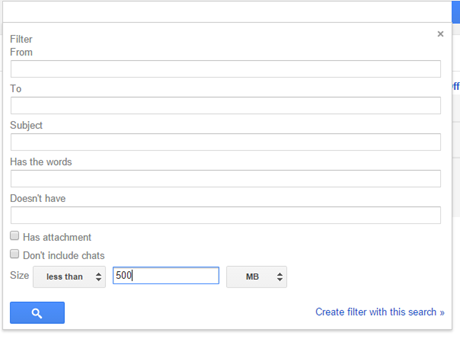 ×
Filter
From
To
ff
Subject
Has the words
Doesn't have
Has attachment
Don't include chats
Size less than 500 MB
Create filter with this search »